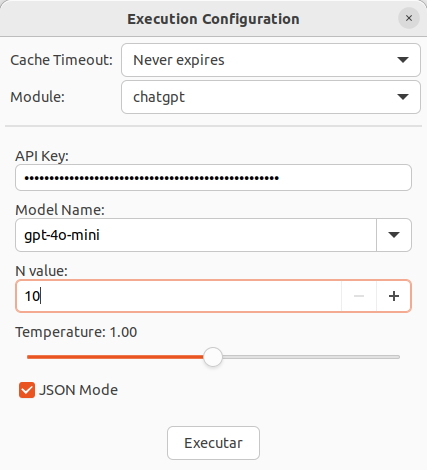 Execution Configuration
Cache Timeout: Never expires
Module: chatgpt
API Key:
••••••••••••••••••••••••••••••••••••••••••••••••••••
Model Name:
gpt-4o-mini
N value:
10
Temperature: 1.00
JSON Mode
Executar